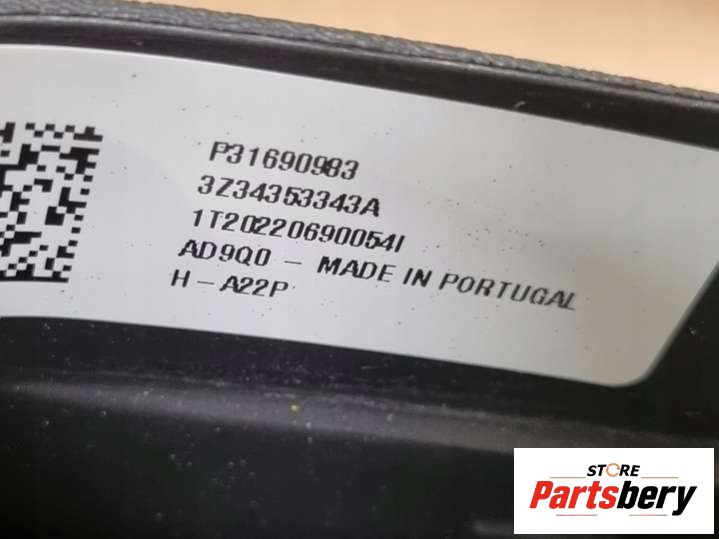 P31690983
3Z34353343A
1T20220690054I
AD9Q0 - MADE IN PORTUGAL
H-A22P
STORE
Partsbery